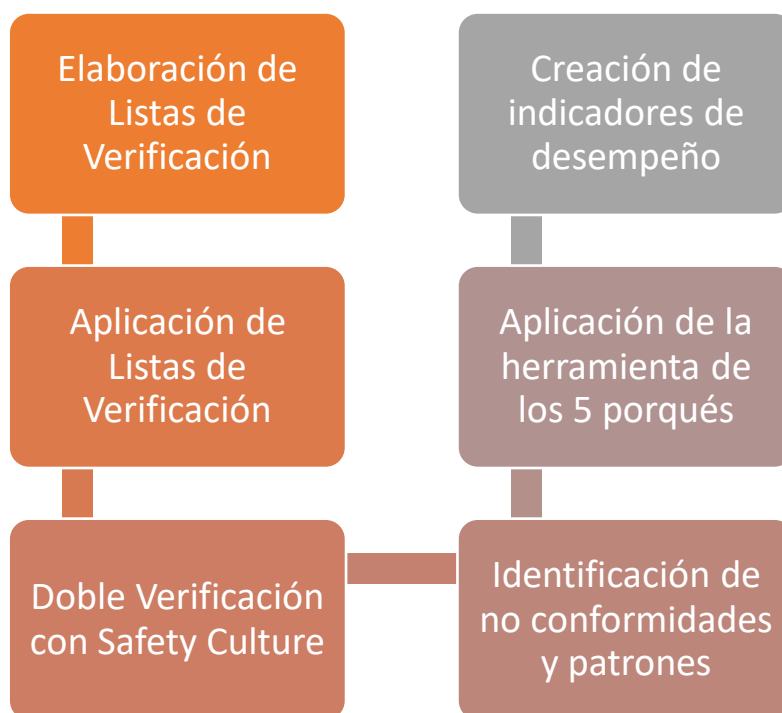 Elaboración de
Listas de
Verificación
Aplicación de
Listas de
Verificación
Doble Verificación
con Safety Culture
Identificación de
no conformidades
y patrones
Aplicación de la
herramienta de
los 5 porqués
Creación de
indicadores de
desempeño